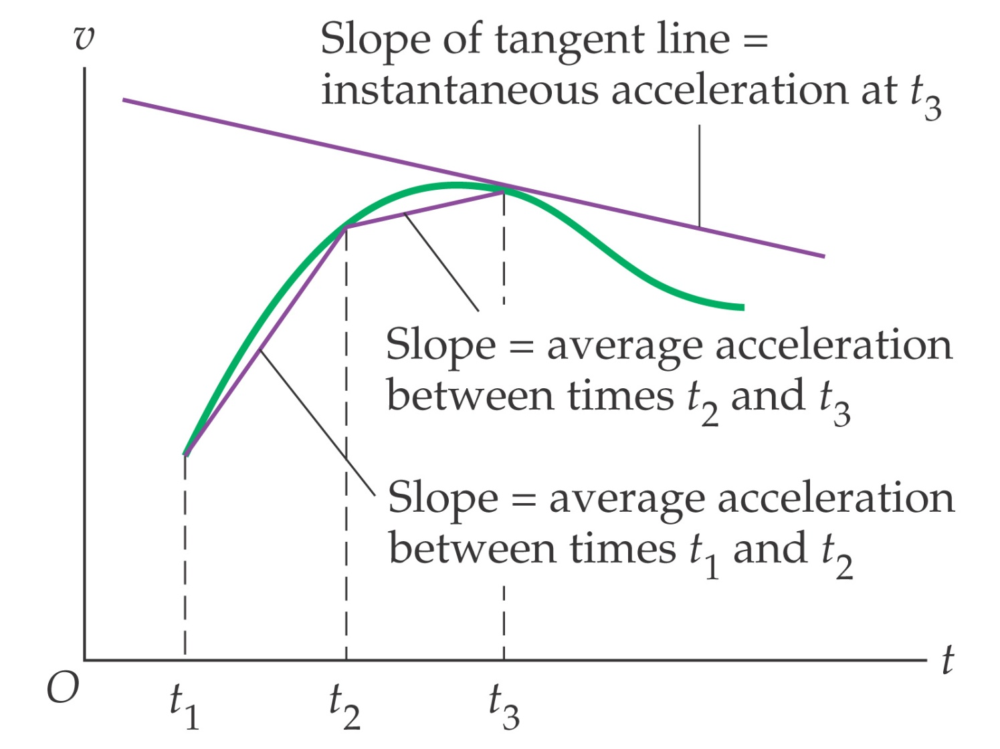 v
Slope of tangent line =
instantaneous acceleration at t₃
Slope = average acceleration
between times t₂ and t₃
Slope = average acceleration
between times t₁ and t₂
t
O
t₁
t₂
t₃